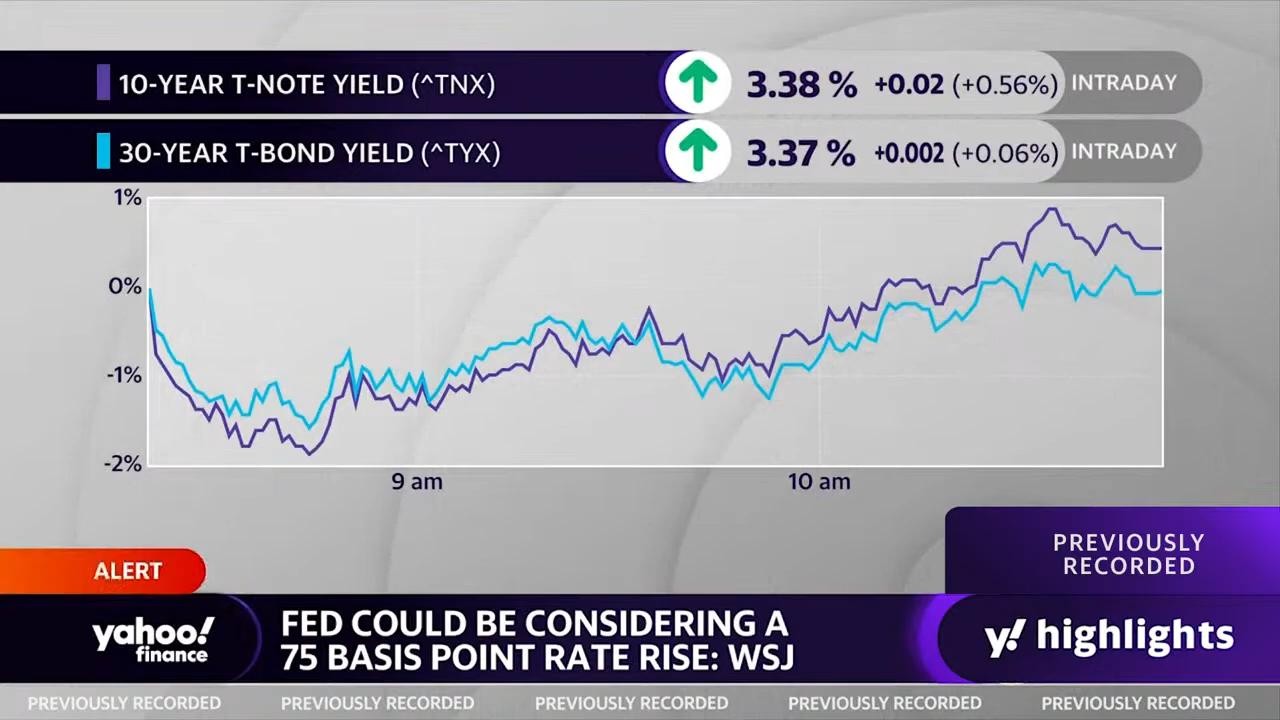 10-YEAR T-NOTE YIELD (^TNX) 3.38 % +0.02 (+0.56%) INTRADAY
30-YEAR T-BOND YIELD (^TYX) 3.37 % +0.002 (+0.06%) INTRADAY
1%
0%
-1%
-2%
9 am 10 am
PREVIOUSLY
RECORDED
ALERT
yahoo!
finance
FED COULD BE CONSIDERING A
75 BASIS POINT RATE RISE: WSJ
y! highlights
PREVIOUSLY RECORDED PREVIOUSLY RECORDED PREVIOUSLY RECORDED PREVIOUSLY RECORDED PREVIOUSLY RECORDED